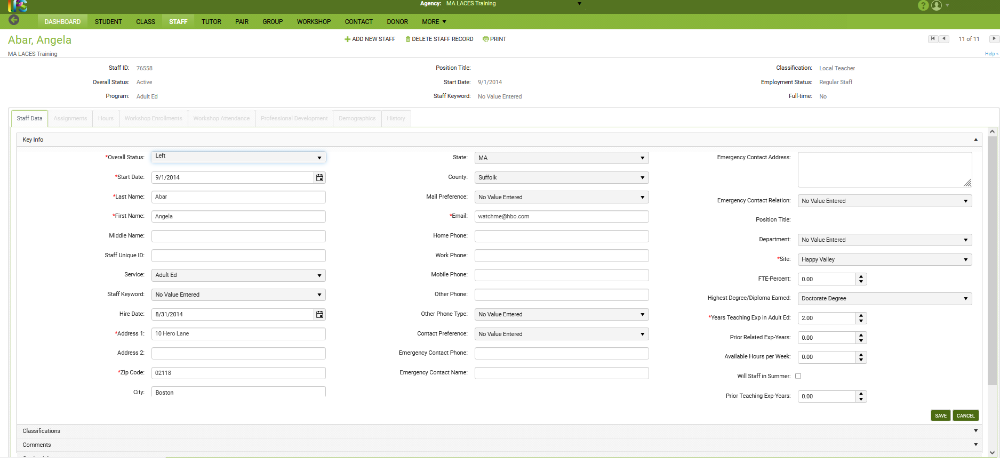 Agency: MA LACES Training
DASHBOARD STUDENT CLASS STAFF TUTOR PAIR GROUP WORKSHOP CONTACT DONOR MORE
Abar, Angela
ADD NEW STAFF DELETE STAFF RECORD PRINT
11 of 11
MA LACES Training
Help <
Staff ID: 76558
Position Title:
Classification: Local Teacher
Overall Status: Active
Start Date: 9/1/2014
Employment Status: Regular Staff
Program: Adult Ed
Staff Keyword: No Value Entered
Full-time: No
Staff Data Assignments Hours Workshop Enrollments Workshop Attendance Professional Development Demographics History
Key Info
*Overall Status: Left
*Start Date: 9/1/2014
*Last Name: Abar
*First Name: Angela
Middle Name:
Staff Unique ID:
Service: Adult Ed
Staff Keyword: No Value Entered
Hire Date: 8/31/2014
*Address 1: 10 Hero Lane
Address 2:
*Zip Code: 02118
City: Boston
State: MA
County: Suffolk
Mail Preference: No Value Entered
*Email: watchme@hbo.com
Home Phone:
Work Phone:
Mobile Phone:
Other Phone:
Other Phone Type: No Value Entered
Contact Preference: No Value Entered
Emergency Contact Phone:
Emergency Contact Name:
Emergency Contact Address:
Emergency Contact Relation: No Value Entered
Position Title:
Department: No Value Entered
*Site: Happy Valley
FTE-Percent: 0.00
Highest Degree/Diploma Earned: Doctorate Degree
*Years Teaching Exp in Adult Ed: 2.00
Prior Related Exp-Years: 0.00
Available Hours per Week: 0.00
Will Staff in Summer:
Prior Teaching Exp-Years: 0.00
SAVE CANCEL
Classifications
Comments